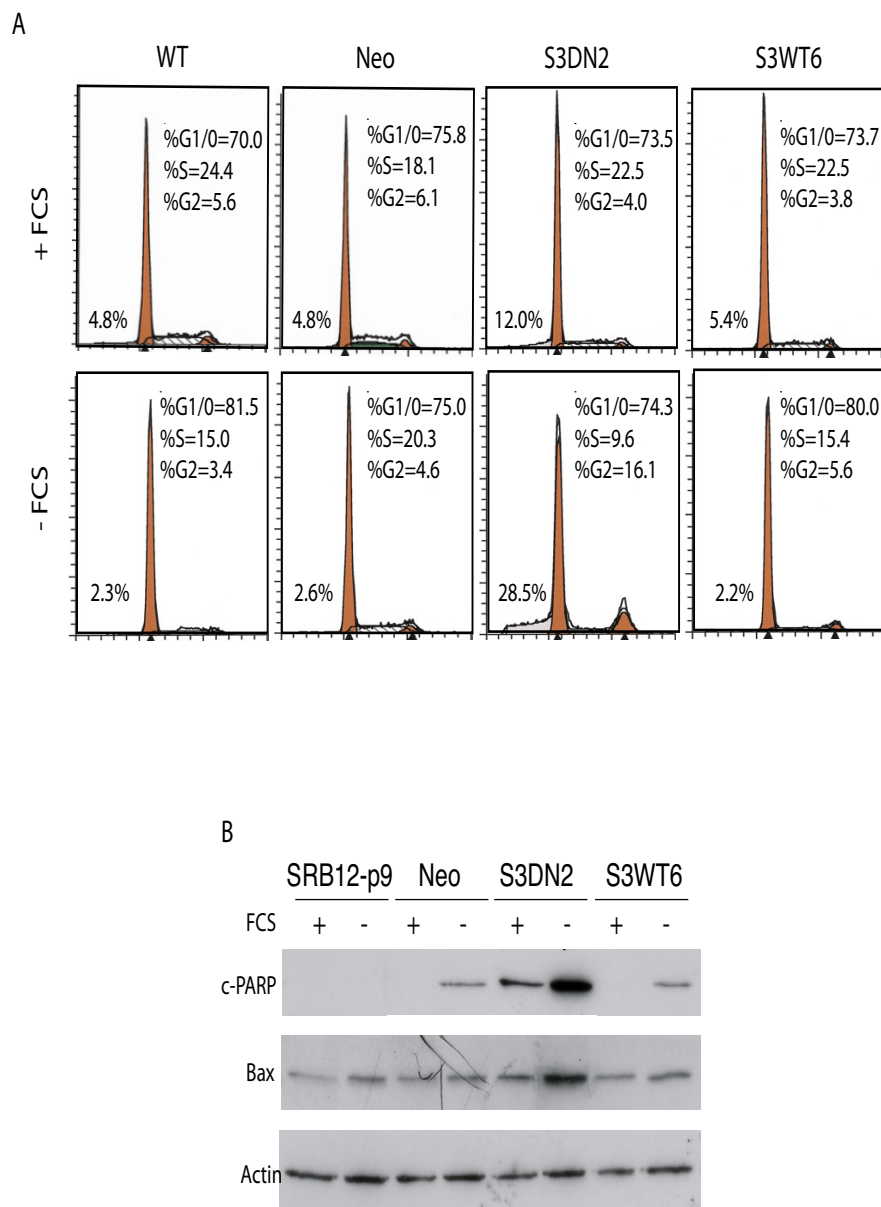 A
WT Neo S3DN2 S3WT6
+ FCS
%G1/0=70.0
%S=24.4
%G2=5.6
4.8%
%G1/0=75.8
%S=18.1
%G2=6.1
4.8%
%G1/0=73.5
%S=22.5
%G2=4.0
12.0%
%G1/0=73.7
%S=22.5
%G2=3.8
5.4%
- FCS
%G1/0=81.5
%S=15.0
%G2=3.4
2.3%
%G1/0=75.0
%S=20.3
%G2=4.6
2.6%
%G1/0=74.3
%S=9.6
%G2=16.1
28.5%
%G1/0=80.0
%S=15.4
%G2=5.6
2.2%
B
SRB12-p9 Neo S3DN2 S3WT6
FCS + - + - + - + -
c-PARP
Bax
Actin